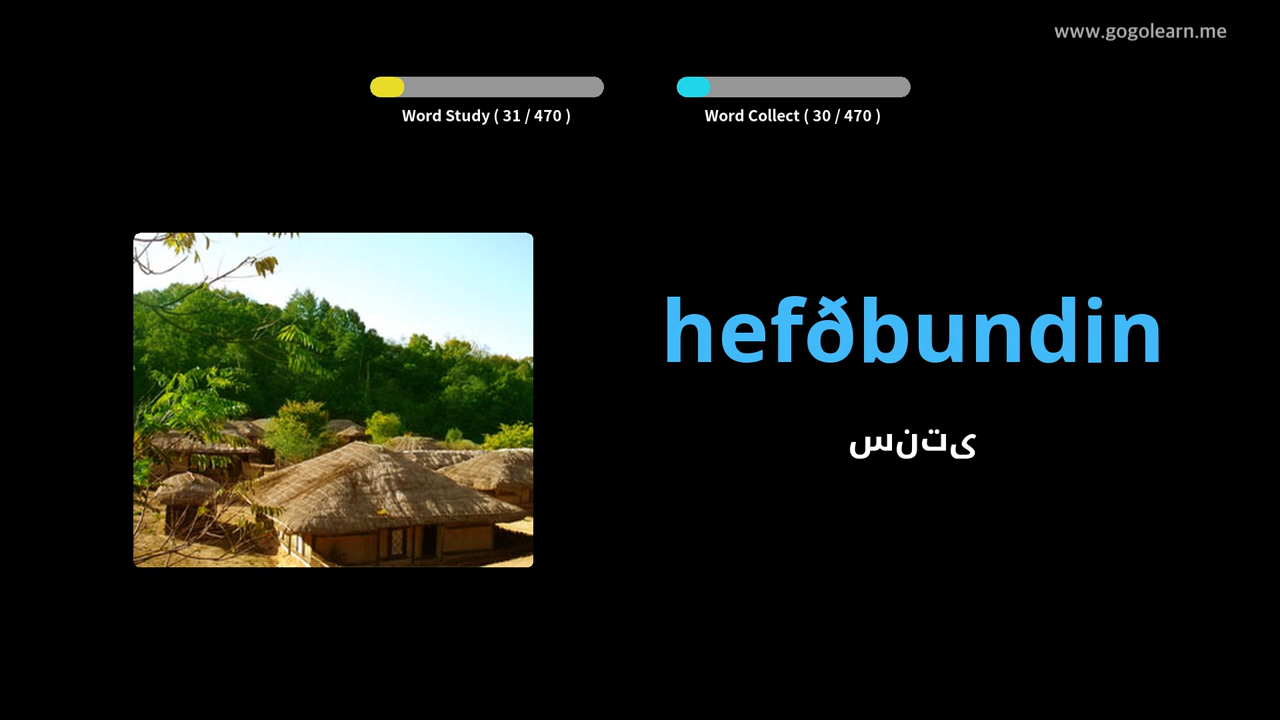 www.gogolearn.me
Word Study ( 31 / 470 )
Word Collect ( 30 / 470 )
hefðbundin
سنتی